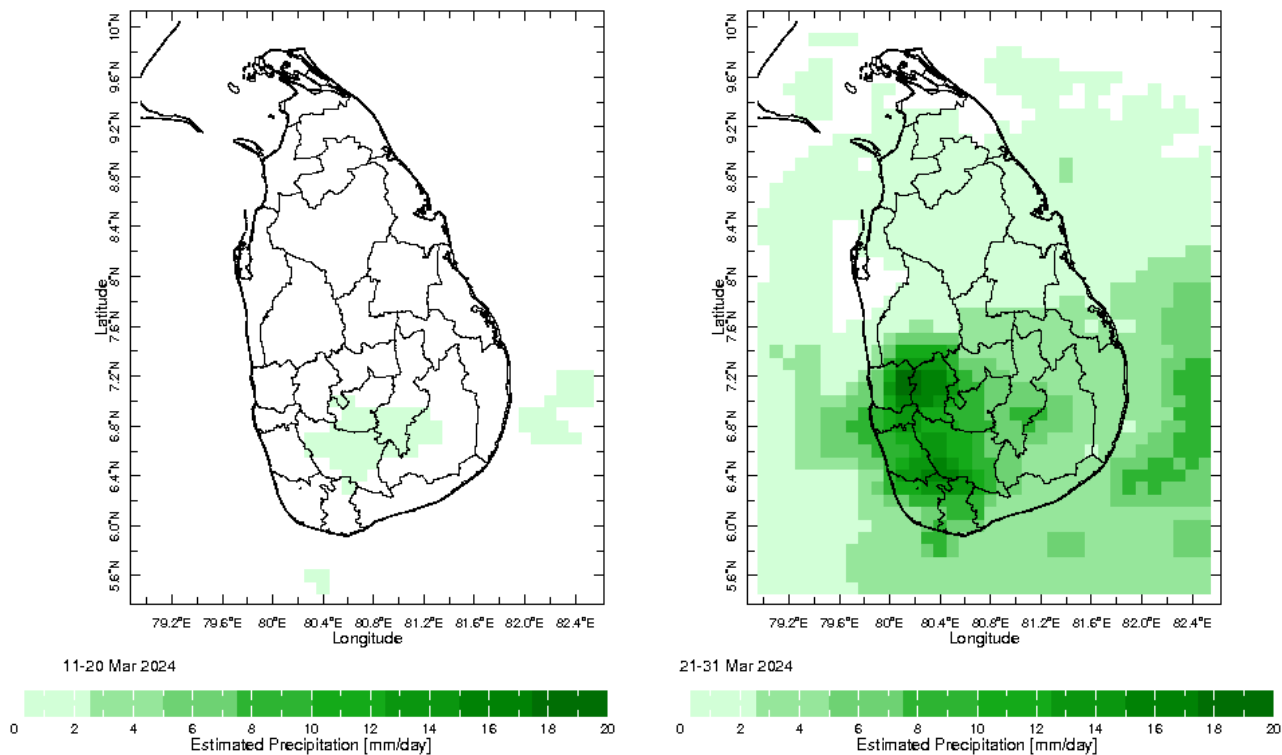 10°N
9.6°N
9.2°N
8.8°N
8.4°N
8°N
7.6°N
7.2°N
6.8°N
6.4°N
6.0°N
5.6°N
Latitude
79.2°E 79.6°E 80°E 80.4°E 80.8°E 81.2°E 81.6°E 82.0°E 82.4°E
Longitude
11-20 Mar 2024
0 2 4 6 8 10 12 14 16 18 20
Estimated Precipitation [mm/day]
10°N
9.6°N
9.2°N
8.8°N
8.4°N
8°N
7.6°N
7.2°N
6.8°N
6.4°N
6.0°N
5.6°N
Latitude
79.2°E 79.6°E 80°E 80.4°E 80.8°E 81.2°E 81.6°E 82.0°E 82.4°E
Longitude
21-31 Mar 2024
0 2 4 6 8 10 12 14 16 18 20
Estimated Precipitation [mm/day]